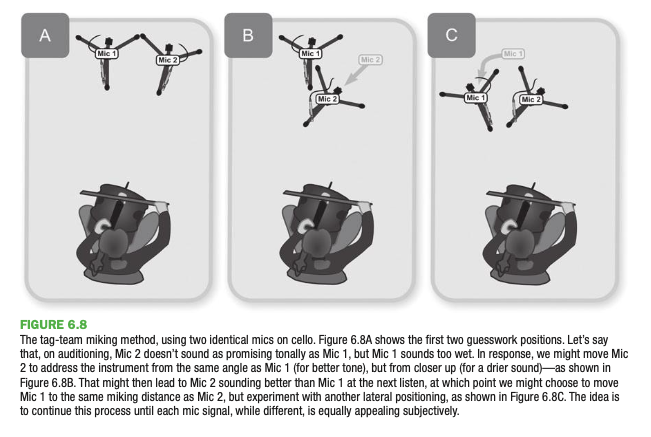 A
B
C
Mic 1
Mic 2
Mic 1
Mic 2
Mic 2
Mic 1
Mic 1
Mic 2
FIGURE 6.8
The tag-team miking method, using two identical mics on cello. Figure 6.8A shows the first two guesswork positions. Let’s say
that, on auditioning, Mic 2 doesn’t sound as promising tonally as Mic 1, but Mic 1 sounds too wet. In response, we might move Mic
2 to address the instrument from the same angle as Mic 1 (for better tone), but from closer up (for a drier sound)—as shown in
Figure 6.8B. That might then lead to Mic 2 sounding better than Mic 1 at the next listen, at which point we might choose to move
Mic 1 to the same miking distance as Mic 2, but experiment with another lateral positioning, as shown in Figure 6.8C. The idea is
to continue this process until each mic signal, while different, is equally appealing subjectively.